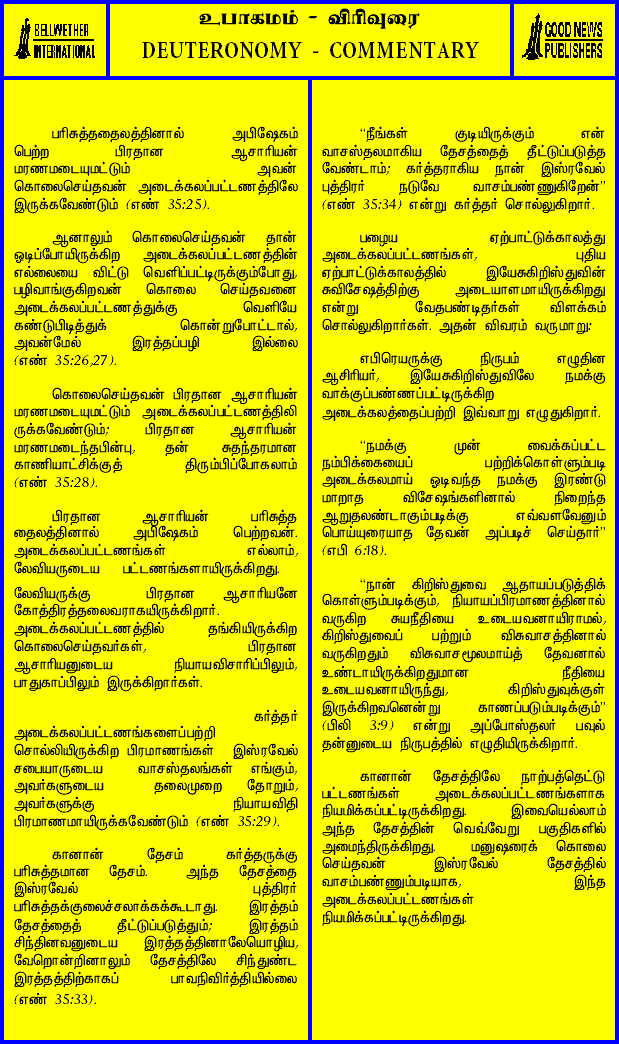 BELLWETHER
INTERNATIONAL
உபாகமம் - விரிவுரை
DEUTERONOMY - COMMENTARY
GOOD NEWS
PUBLISHERS
பரிசுத்ததைலத்தினால் அபிஷேகம்
பெற்ற பிரதான ஆசாரியன்
மரணமடையுமட்டும் அவன்
கொலைசெய்தவன் அடைக்கலப்பட்டணத்திலே
இருக்கவேண்டும் (எண் 35:25).
ஆனாலும் கொலைசெய்தவன் தான்
ஓடிப்போயிருக்கிற அடைக்கலப்பட்டணத்தின்
எல்லையை விட்டு வெளிப்பட்டிருக்கும்போது,
பழிவாங்குகிறவன் கொலை செய்தவனை
அடைக்கலப்பட்டணத்துக்கு வெளியே
கண்டுபிடித்துக் கொன்றுபோட்டால்,
அவன்மேல் இரத்தப்பழி இல்லை
(எண் 35:26,27).
கொலைசெய்தவன் பிரதான ஆசாரியன்
மரணமடையுமட்டும் அடைக்கலப்பட்டணத்திலி
ருக்கவேண்டும்; பிரதான ஆசாரியன்
மரணமடைந்தபின்பு, தன் சுதந்தரமான
காணியாட்சிக்குத் திரும்பிப்போகலாம்
(எண் 35:28).
பிரதான ஆசாரியன் பரிசுத்த
தைலத்தினால் அபிஷேகம் பெற்றவன்.
அடைக்கலப்பட்டணங்கள் எல்லாம்,
லேவியருடைய பட்டணங்களாயிருக்கிறது.
லேவியருக்கு பிரதான ஆசாரியனே
கோத்திரத்தலைவராகயிருக்கிறார்.
அடைக்கலப்பட்டணத்தில் தங்கியிருக்கிற
கொலைசெய்தவர்கள், பிரதான
ஆசாரியனுடைய நியாயவிசாரிப்பிலும்,
பாதுகாப்பிலும் இருக்கிறார்கள்.
கர்த்தர்
அடைக்கலப்பட்டணங்களைப்பற்றி
சொல்லியிருக்கிற பிரமாணங்கள் இஸ்ரவேல்
சபையாருடைய வாசஸ்தலங்கள் எங்கும்,
அவர்களுடைய தலைமுறை தோறும்,
அவர்களுக்கு நியாயவிதி
பிரமாணமாயிருக்கவேண்டும் (எண் 35:29).
கானான் தேசம் கர்த்தருக்கு
பரிசுத்தமான தேசம். அந்த தேசத்தை
இஸ்ரவேல் புத்திரர்
பரிசுத்தக்குலைச்சலாக்கக்கூடாது. இரத்தம்
தேசத்தைத் தீட்டுப்படுத்தும்; இரத்தம்
சிந்தினவனுடைய இரத்தத்தினாலேயொழிய,
வேறொன்றினாலும் தேசத்திலே சிந்துண்ட
இரத்தத்திற்காகப் பாவநிவிர்த்தியில்லை
(எண் 35:33).
“நீங்கள் குடியிருக்கும் என்
வாசஸ்தலமாகிய தேசத்தைத் தீட்டுப்படுத்த
வேண்டாம்; கர்த்தராகிய நான் இஸ்ரவேல்
புத்திரர் நடுவே வாசம்பண்ணுகிறேன்”
(எண் 35:34) என்று கர்த்தர் சொல்லுகிறார்.
பழைய ஏற்பாட்டுக்காலத்து
அடைக்கலப்பட்டணங்கள், புதிய
ஏற்பாட்டுக்காலத்தில் இயேசுகிறிஸ்துவின்
சுவிசேஷத்திற்கு அடையாளமாயிருக்கிறது
என்று வேதபண்டிதர்கள் விளக்கம்
சொல்லுகிறார்கள். அதன் விவரம் வருமாறு:
எபிரெயருக்கு நிருபம் எழுதின
ஆசிரியர், இயேசுகிறிஸ்துவிலே நமக்கு
வாக்குப்பண்ணப்பட்டிருக்கிற
அடைக்கலத்தைப்பற்றி இவ்வாறு எழுதுகிறார்.
“நமக்கு முன் வைக்கப்பட்ட
நம்பிக்கையைப் பற்றிக்கொள்ளும்படி
அடைக்கலமாய் ஓடிவந்த நமக்கு இரண்டு
மாறாத விசேஷங்களினால் நிறைந்த
ஆறுதலுண்டாகும்படிக்கு எவ்வளவேனும்
பொய்யுரையாத தேவன் அப்படிச் செய்தார்”
(எபி 6:18).
“நான் கிறிஸ்துவை ஆதாயப்படுத்திக்
கொள்ளும்படிக்கும், நியாயப்பிரமாணத்தினால்
வருகிற சுயநீதியை உடையவனாயிராமல்,
கிறிஸ்துவைப் பற்றும் விசுவாசத்தினால்
வருகிறதும் விசுவாசமூலமாய்த் தேவனால்
உண்டாயிருக்கிறதுமான நீதியை
உடையவனாயிருந்து, கிறிஸ்துவுக்குள்
இருக்கிறவனென்று காணப்படும்படிக்கும்”
(பிலி 3:9) என்று அப்போஸ்தலர் பவுல்
தன்னுடைய நிருபத்தில் எழுதியிருக்கிறார்.
கானான் தேசத்திலே நாற்பத்தெட்டு
பட்டணங்கள் அடைக்கலப்பட்டணங்களாக
நியமிக்கப்பட்டிருக்கிறது. இவையெல்லாம்
அந்த தேசத்தின் வெவ்வேறு பகுதிகளில்
அமைந்திருக்கிறது. மனுஷரைக் கொலை
செய்தவன் இஸ்ரவேல் தேசத்தில்
வாசம்பண்ணும்படியாக, இந்த
அடைக்கலப்பட்டணங்கள்
நியமிக்கப்பட்டிருக்கிறது.